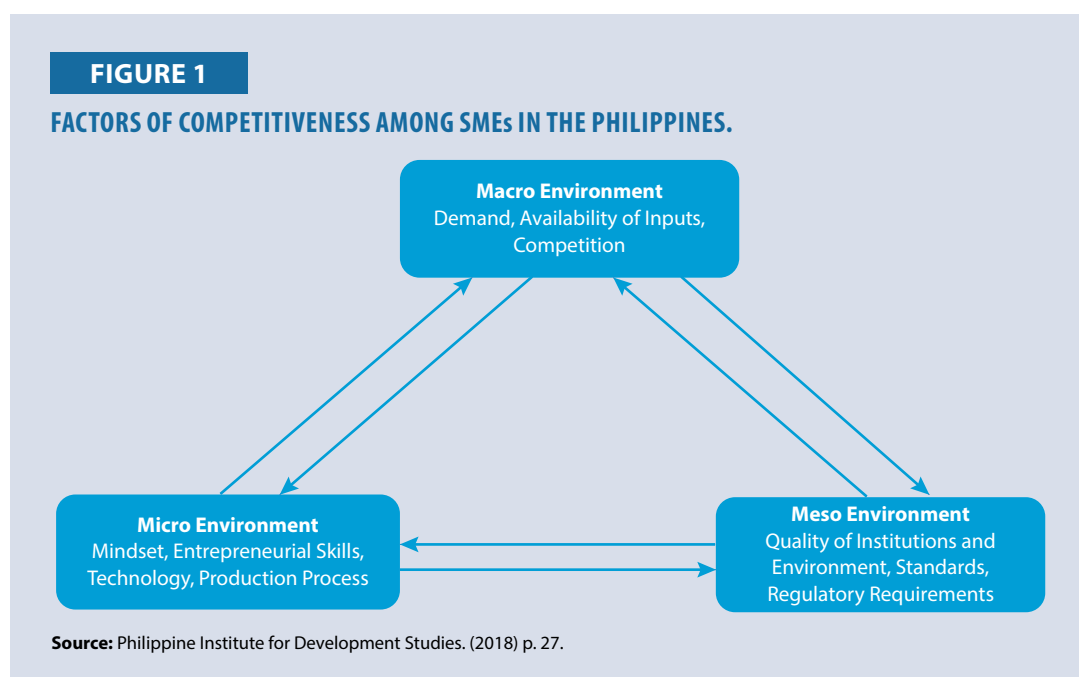 FIGURE 1
FACTORS OF COMPETITIVENESS AMONG SMEs IN THE PHILIPPINES.
Macro Environment
Demand, Availability of Inputs,
Competition
Micro Environment
Mindset, Entrepreneurial Skills,
Technology, Production Process
Meso Environment
Quality of Institutions and
Environment, Standards,
Regulatory Requirements
Source: Philippine Institute for Development Studies. (2018) p. 27.